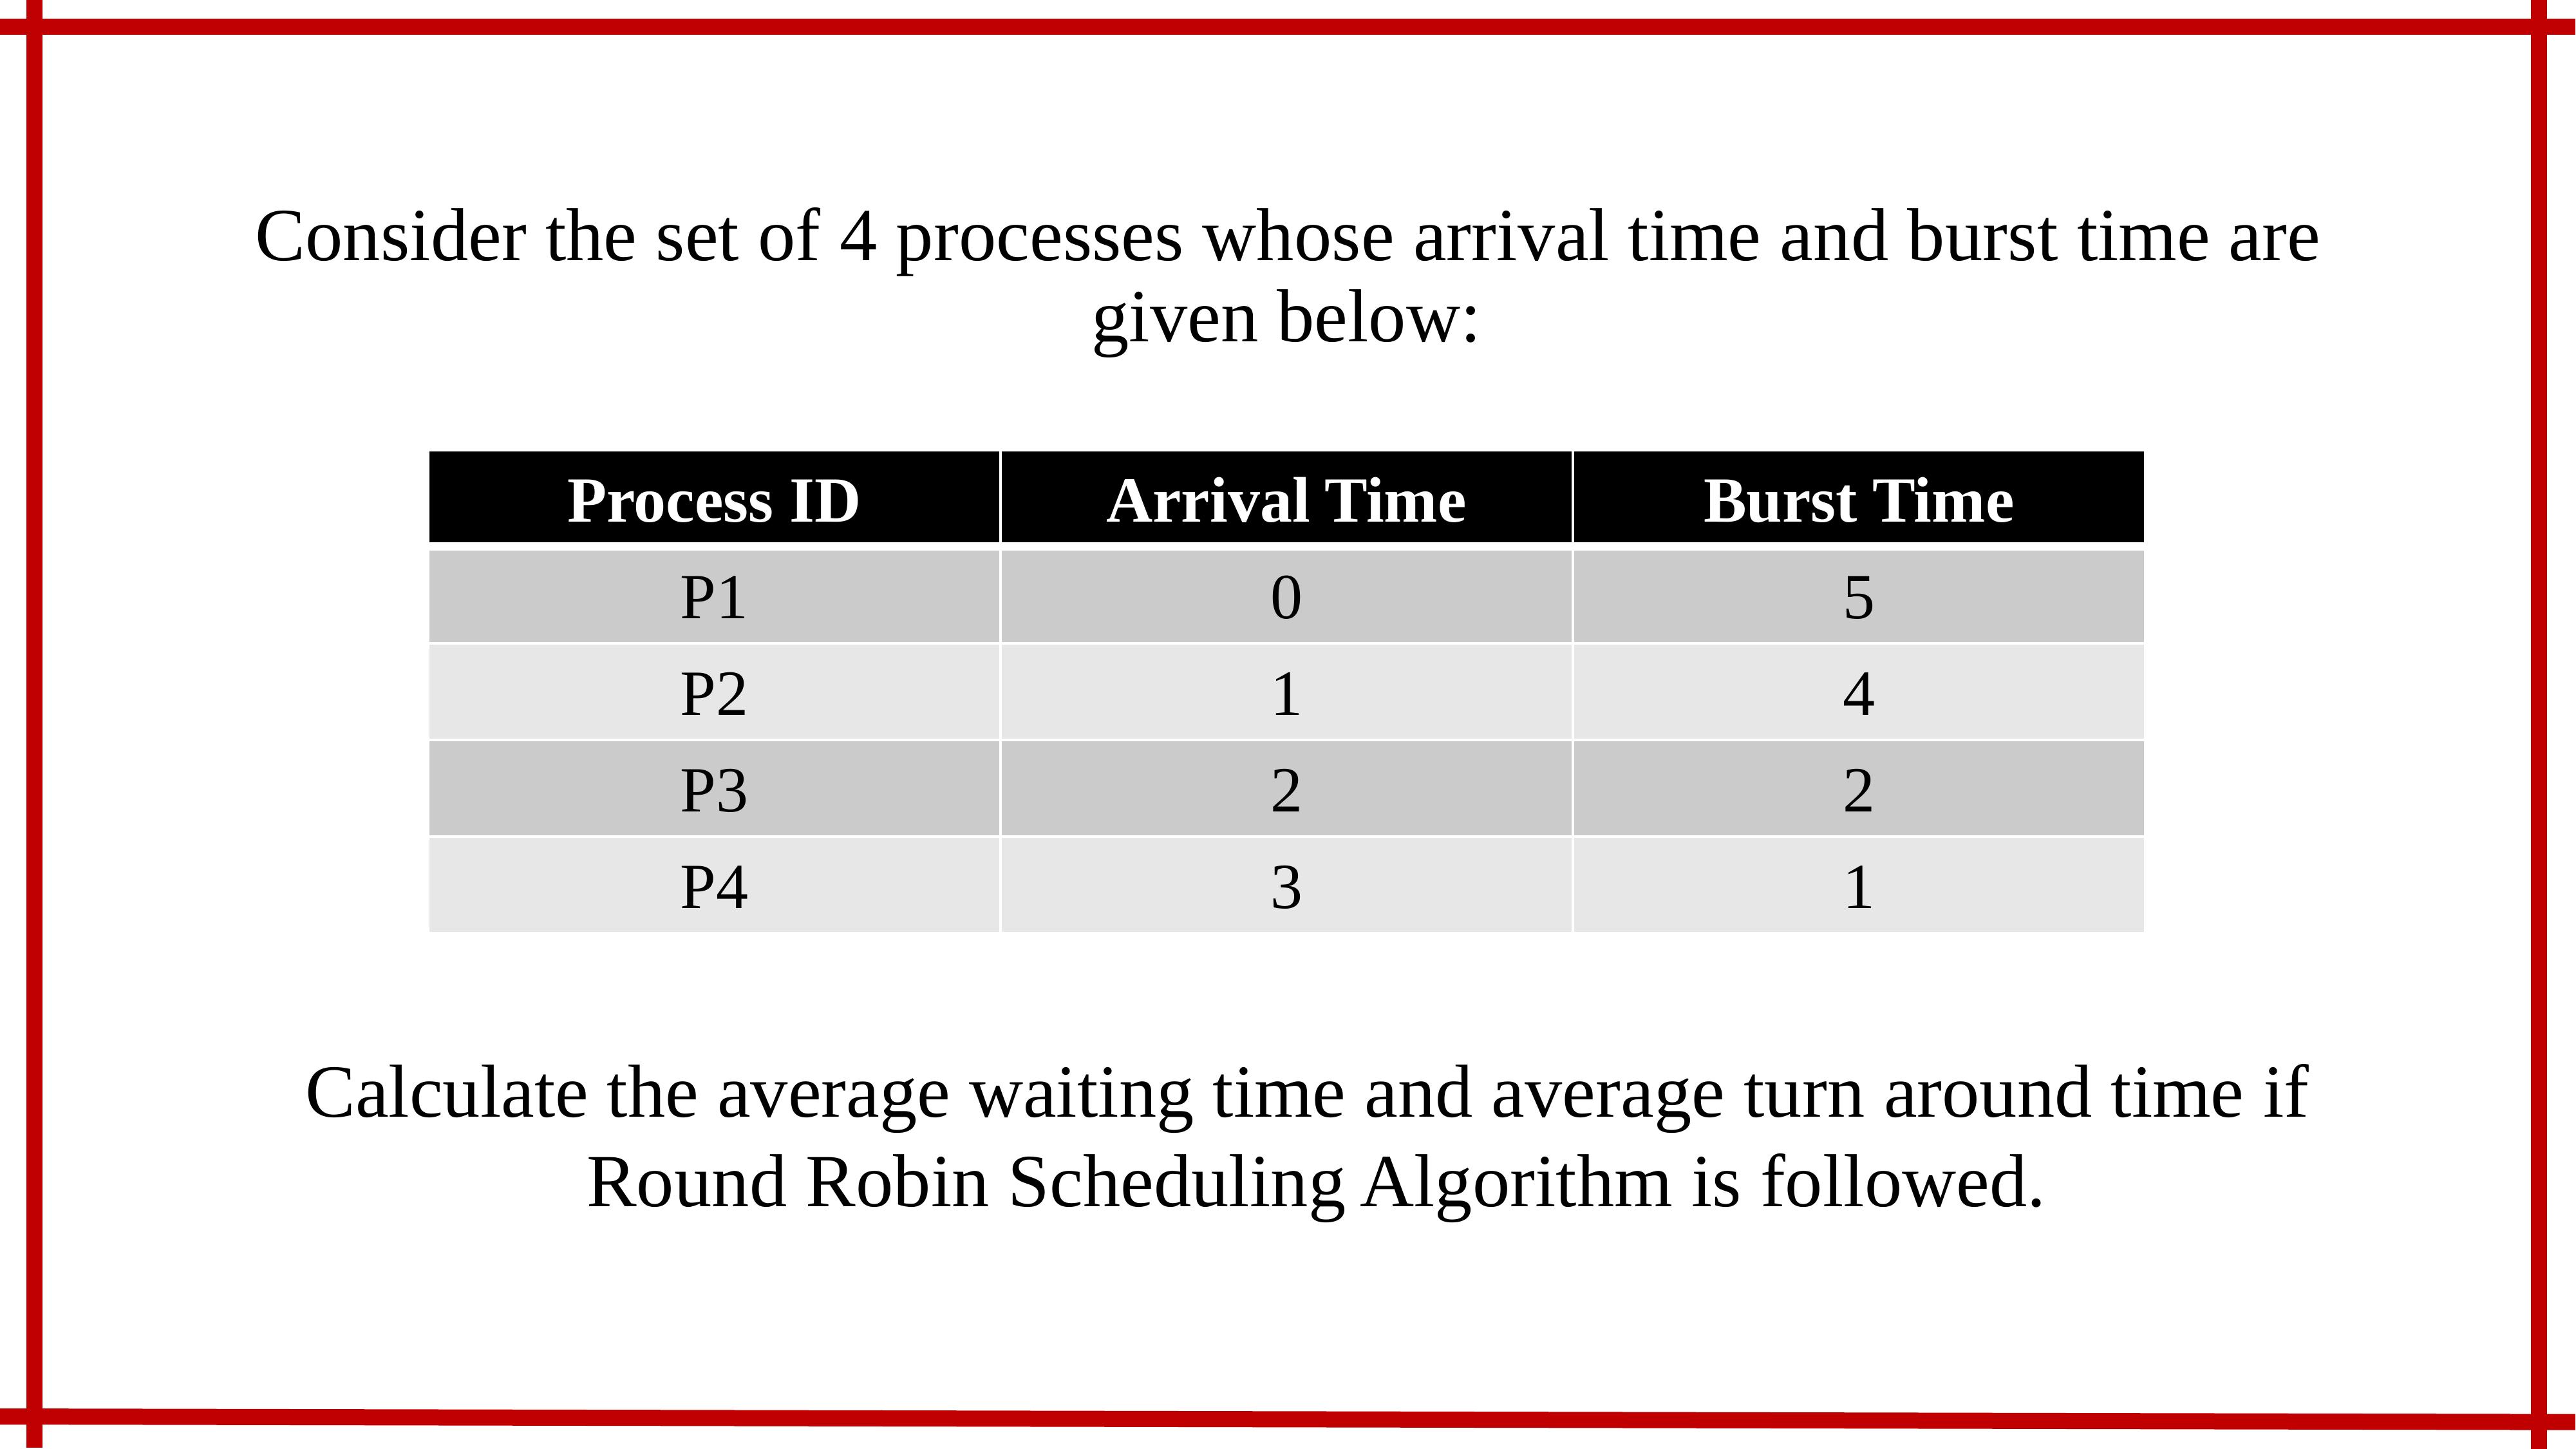 Consider the set of 4 processes whose arrival time and burst time are
given below:
Process ID Arrival Time Burst Time
P1 0 5
P2 1 4
P3 2 2
P4 3 1
Calculate the average waiting time and average turn around time if
Round Robin Scheduling Algorithm is followed.